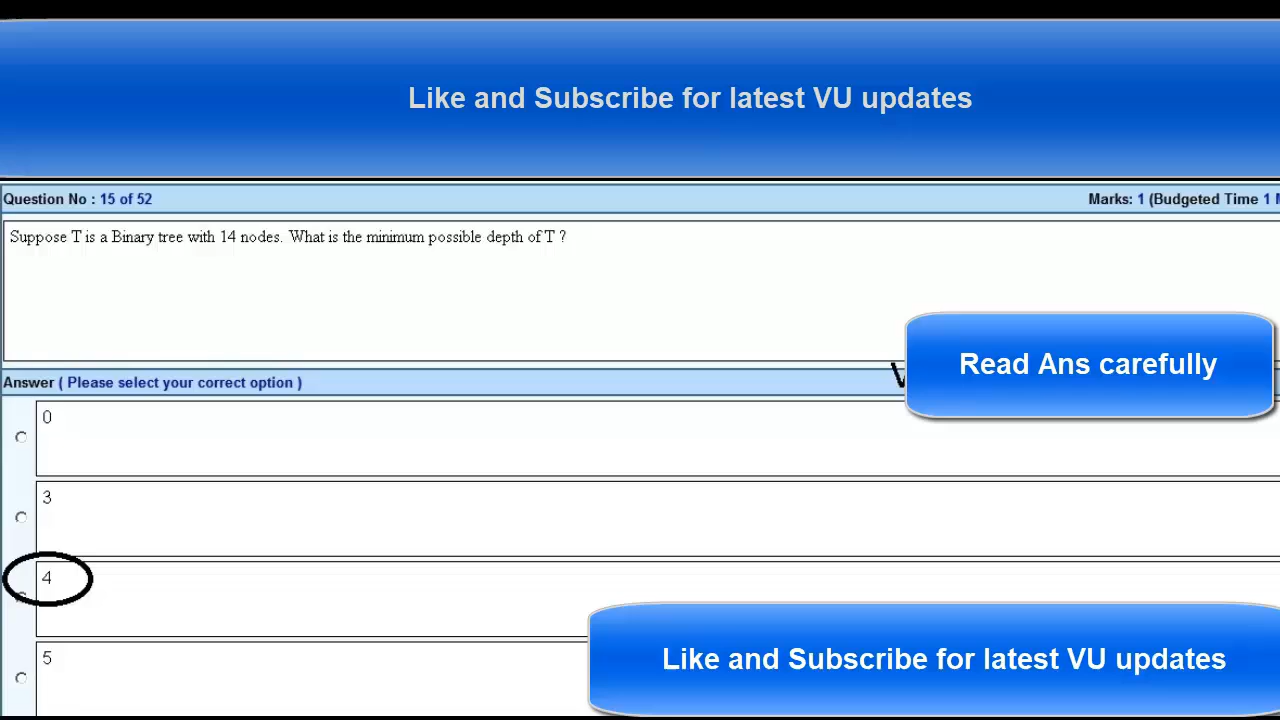 Like and Subscribe for latest VU updates
Question No : 15 of 52 Marks: 1 (Budgeted Time 1
Suppose T is a Binary tree with 14 nodes. What is the minimum possible depth of T ?
Read Ans carefully
Answer ( Please select your correct option )
0
3
4
5
Like and Subscribe for latest VU updates